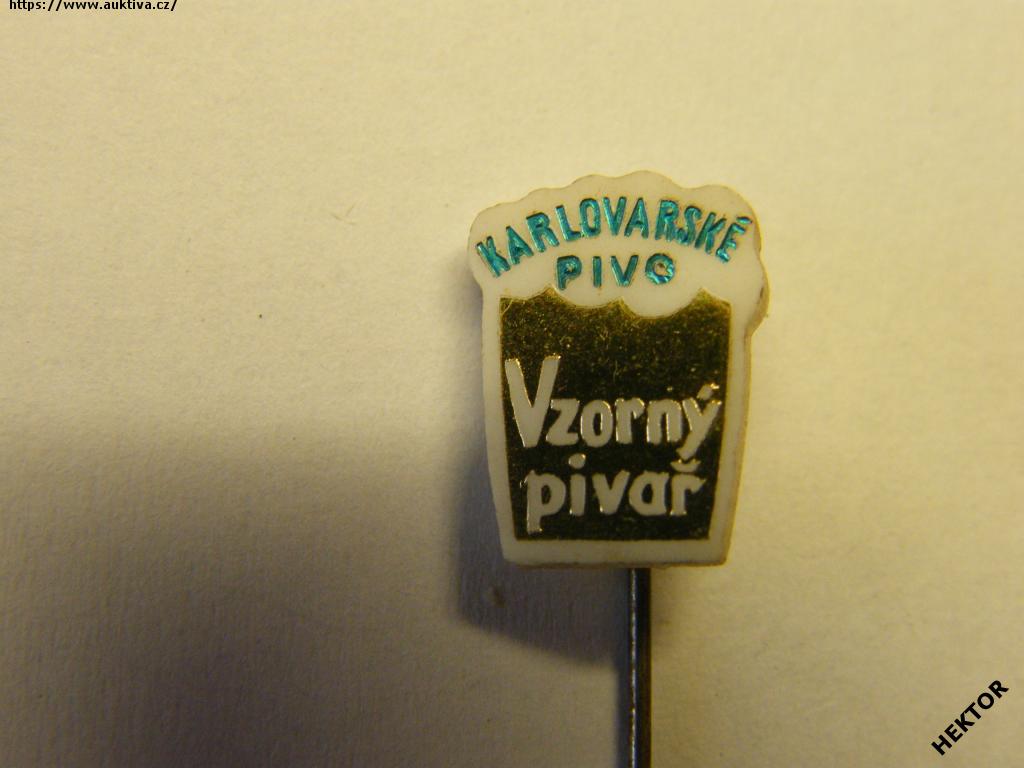 https://www.auktiva.cz/
KARLOVARSKÉ
PIVO
Vzorný
pivař
HEKTOR